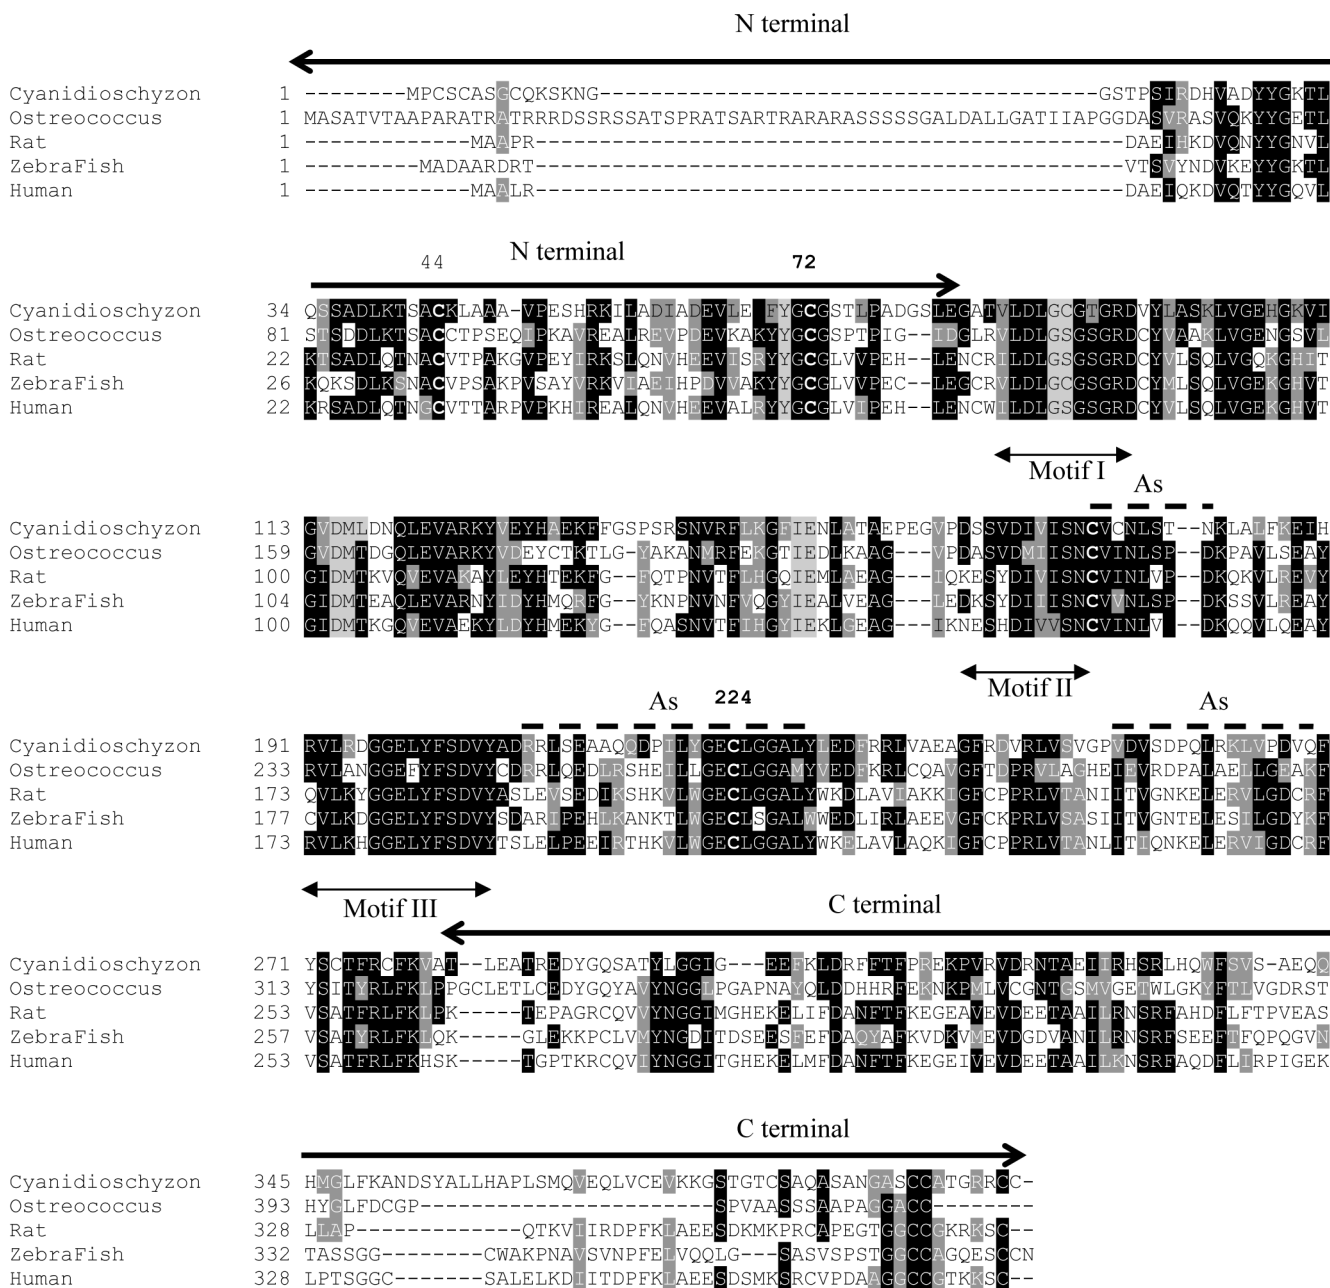 N terminal
Cyanidioschyzon 1 --------MPCSCASGCQKSKNG---------------------------------------GSTPSIRDHVADYYGKTL
Ostreococcus 1 MASATVTAAPARATRATRRRDSSRSSATSPRATSARTRARARASSSSSGALDALLGATIIAPGGDASVRASVQKYYGETL
Rat 1 -------------MAAPR----------------------------------------------DAEIHKDVQNYYGNVL
ZebraFish 1 ---------MADAARDRT----------------------------------------------VTSVYNDVKEYYGKTL
Human 1 -------------MAALR----------------------------------------------DAEIQKDVQTYYGQVL
44 N terminal 72
Cyanidioschyzon 34 QSSADLKTSACKLAAA-VPESHRKILADIADEVLEKFYGCGSTLPADGSLEGATVLDLGCGTGRDVYLASKLVGEHGKVI
Ostreococcus 81 STSDDLKTSACCTPSEQIPKAVREALREVPDEVKAKYYGCGSPTPIG--IDGLRVLDLGSGSGRDCYVAAKLVGENGSVL
Rat 22 KTSADLQTNACVTPAKGVPEYIRKSLQNVHEEVISRYYGCGLVVPEH--LENCRILDLGSGSGRDCYVLSQLVGQKGHIT
ZebraFish 26 KQKSDLKSNACVPSAKPVSAYVRKVIAEIHPDVVAKYYGCGLVVPEC--LEGCRVLDLGCGSGRDCYMLSQLVGEKGHVT
Human 22 KRSADLQTNGCVTTARPVPKHIREALQNVHEEVALRYYGCGLVIPEH--LENCWILDLGSGSGRDCYVLSQLVGEKGHVT
Motif I
As
Cyanidioschyzon 113 GVDMLDNQLEVARKYVEYHAEKFFGSPSRSNVRFLKGFIENLATAEPEGVPDSSVDIVISNCVCNLST--NKLALFKEIH
Ostreococcus 159 GVDMTDGQLEVARKYVDEYCTKTLG-YAKANMRFEKGTIEDLKAAG---VPDASVDMIISNCVINLSP--DKPAVLSEAY
Rat 100 GIDMTKVQVEVAKAYLEYHTEKFG--FQTPNVTFLHGQIEMLAEAG---IQKESYDIVISNCVINLVP--DKQKVLREVY
ZebraFish 104 GIDMTEAQLEVARNYIDYHMQRFG--YKNPNVNFVQGYIEALVEAG---LEDKSYDIIISNCVVNLSP--DKSSVLREAY
Human 100 GIDMTKGQVEVAEKYLDYHMEKYG--FQASNVTFIHGYIEKLGEAG---IKNESHDIVVSNCVINLVP--DKQQVLQEAY
Motif II
As 224 As
Cyanidioschyzon 191 RVLRDGGELYFSDVYADRRLSEAAQQDPILYGECLGGALYLEDFRRLVAEAGFRDVRLVSVGPVDVSDPQLRKLVPDVQF
Ostreococcus 233 RVLANGGEFYFSDVYCDRRLQEDLRSHEILLGECLGGAMYVEDFKRLCQAVGFTDPRVLAGHEIEVRDPALAELLGEAKF
Rat 173 QVLKYGGELYFSDVYASLEVSEDIKSHKVLWGECLGGALYWKDLAVIAKKIGFCPPRLVTANIITVGNKELERVLGDCRF
ZebraFish 177 CVLKDGGELYFSDVYSDARIPEHLKANKTLWGECLSGALWWEDLIRLAEEVGFCKPRLVSASIITVGNTELESILGDYKF
Human 173 RVLKHGGELYFSDVYTSLELPEEIRTHKVLWGECLGGALYWKELAVLAQKIGFCPPRLVTANLITIQNKELERVIGDCRF
Motif III
C terminal
Cyanidioschyzon 271 YSCTFRCFKVAT--LEATREDYGQSATYLGGIG---EEFKLDRFFTFPREKPVRVDRNTAEIIRHSRLHQWFSVS-AEQQ
Ostreococcus 313 YSITYRLFKLPPGCLETLCEDYGQYAVYNGGLPGAPNAYQLDDHHRFEKNKPMLVCGNTGSMVGETWLGKYFTLVGDRST
Rat 253 VSATFRLFKLPK-----TEPAGRCQVVYNGGIMGHEKELIFDANFTFKEGEAVEVDEETAAILRNSRFAHDFLFTPVEAS
ZebraFish 257 VSATYRLFKLQK-----GLEKKPCLVMYNGDITDSEESFEFDAQYAFKVDKVMEVDGDVANILRNSRFSEEFTFQPQGVN
Human 253 VSATFRLFKHSK-----TGPTKRCQVIYNGGITGHEKELMFDANFTFKEGEIVEVDEETAAILKNSRFAQDFLIRPIGEK
C terminal
Cyanidioschyzon 345 HMGLFKANDSYALLHAPLSMQVEQLVCEVKKGSTGTCSAQASANGASCCATGRRCC-
Ostreococcus 393 HYGLFDCGP-----------------------SPVAASSSAAPAGGACC--------
Rat 328 LLAP-------------QTKVIIRDPFKLAEESDKMKPRCAPEGTGGCCGKRKSC--
ZebraFish 332 TASSGG--------CWAKPNAVSVNPFELVQQLG---SASVSPSTGGCCAGQESCCN
Human 328 LPTSGGC-------SALELKDIITDPFKLAEESDSMKSRCVPDAAGGCCGTKKSC--